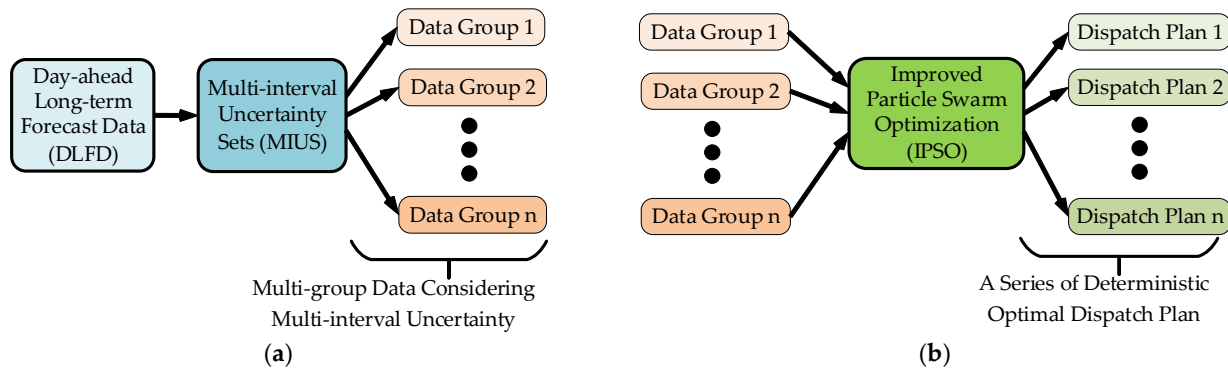 Day-ahead
Long-term
Forecast Data
(DLFD)
Multi-interval
Uncertainty
Sets (MIUS)
Data Group 1
Data Group 2
Data Group n
Multi-group Data Considering
Multi-interval Uncertainty
(a)
Data Group 1
Data Group 2
Data Group n
Improved
Particle Swarm
Optimization
(IPSO)
Dispatch Plan 1
Dispatch Plan 2
Dispatch Plan n
A Series of Deterministic
Optimal Dispatch Plan
(b)